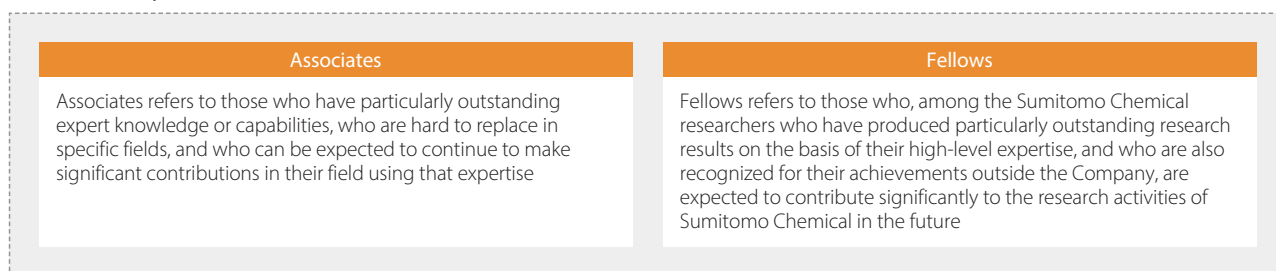 Associates
Associates refers to those who have particularly outstanding
expert knowledge or capabilities, who are hard to replace in
specific fields, and who can be expected to continue to make
significant contributions in their field using that expertise
Fellows
Fellows refers to those who, among the Sumitomo Chemical
researchers who have produced particularly outstanding research
results on the basis of their high-level expertise, and who are also
recognized for their achievements outside the Company, are
expected to contribute significantly to the research activities of
Sumitomo Chemical in the future